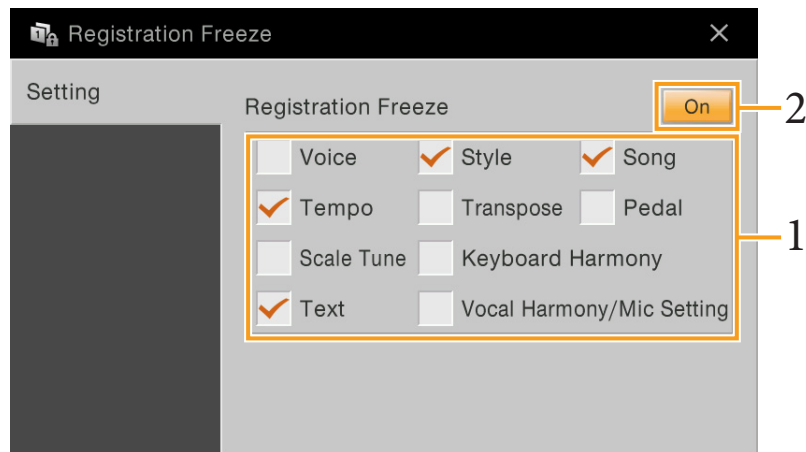 Registration Freeze
Setting
Registration Freeze On 2
Voice Style Song
Tempo Transpose Pedal
1
Scale Tune Keyboard Harmony
Text Vocal Harmony/Mic Setting